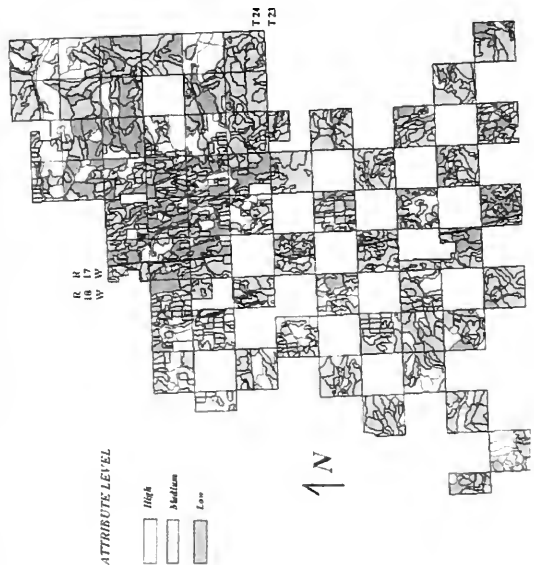 T 24
T 23
R R
18 17
W W
ATTRIBUTE LEVEL
High
Medium
Low
N